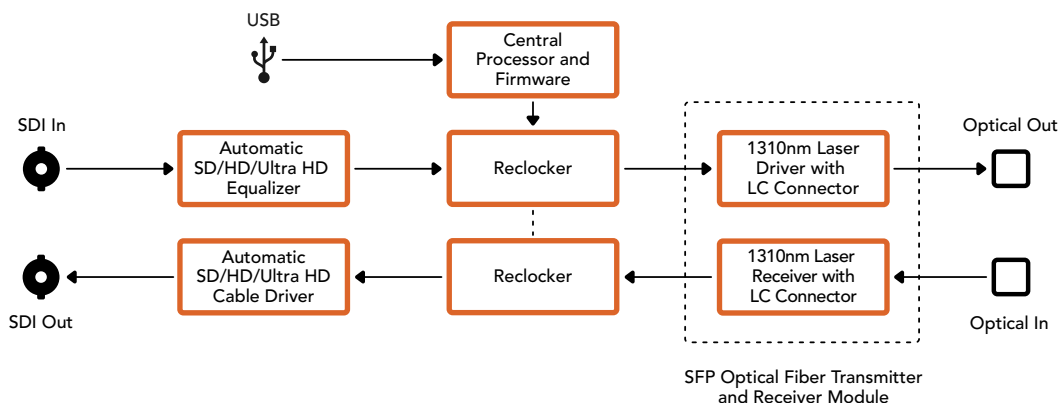 USB
Central
Processor and
Firmware
SDI In
Automatic
SD/HD/Ultra HD
Equalizer
Reclocker
1310nm Laser
Driver with
LC Connector
Optical Out
SDI Out
Automatic
SD/HD/Ultra HD
Cable Driver
Reclocker
1310nm Laser
Receiver with
LC Connector
Optical In
SFP Optical Fiber Transmitter
and Receiver Module